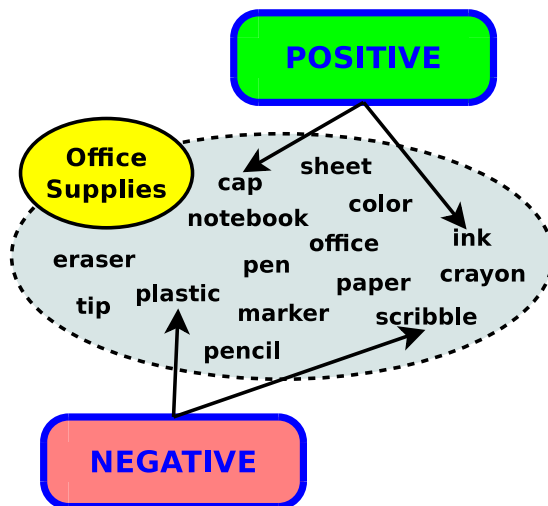 POSITIVE
Office
Supplies
cap
sheet
color
notebook
office
ink
eraser
pen
crayon
plastic
paper
tip
marker
scribble
pencil
NEGATIVE